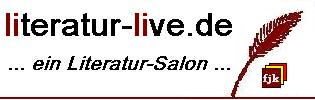 literatur-live.de
... ein Literatur-Salon ...
fjk